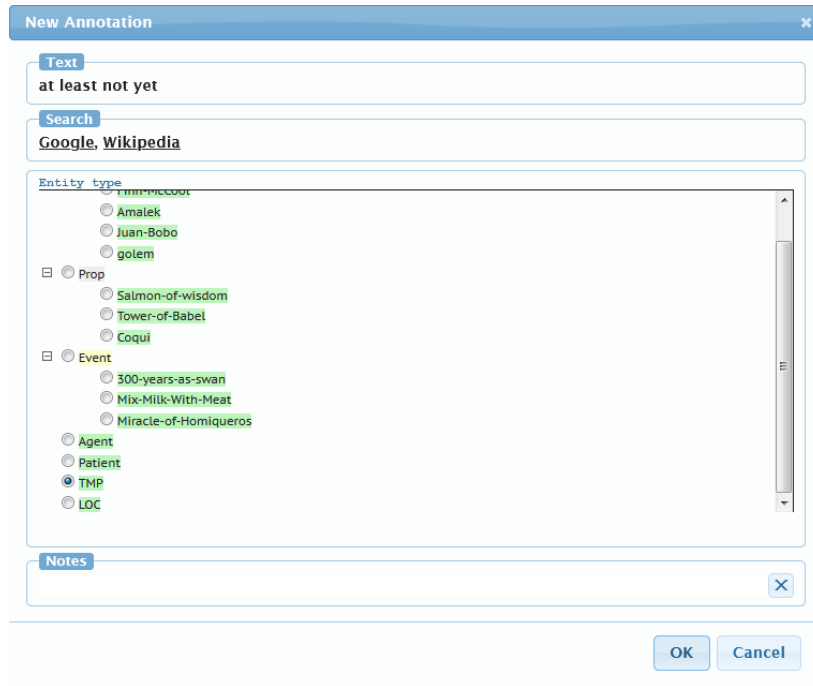 New Annotation
Text
at least not yet
Search
Google, Wikipedia
Entity type
Finn-McCool
Amalek
Juan-Bobo
golem
Prop
Salmon-of-wisdom
Tower-of-Babel
Coqui
Event
300-years-as-swan
Mix-Milk-With-Meat
Miracle-of-Homiqueros
Agent
Patient
TMP
LOC
Notes
OK Cancel